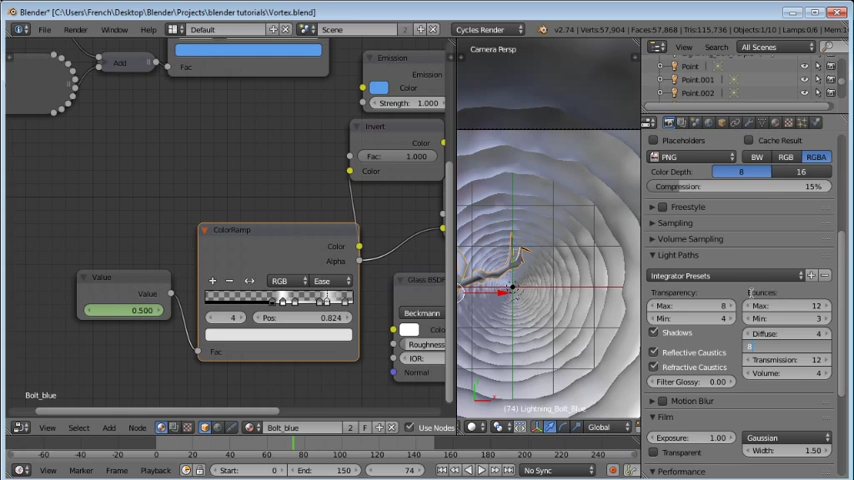 Blender* [C:\Users\French\Desktop\Blender\Projects\blender tutorials\Vortex.blend]
File Render Window Help Default Scene 2 Cycles Render v2.74 | Verts:57,943 | Faces:57,868 | Tris:115,736 | Objects:1/10 | Lamps:0/6 | Mem:1
View Search All Scenes
Point
Point.001
Point.002
Add
Fac
Emission
Emission
Color
Strength: 1.000
Invert
Color
Fac: 1.000
Color
ColorRamp
Color
Alpha
RGB Ease
4 Pos: 0.824
Fac
Value
Value
0.500
Glass BSDF
Beckmann
Color
Roughness
IOR:
Normal
Bolt_blue
Camera Persp
(74) Lightning_Bolt_Blue
Placeholders Cache Result
PNG BW RGB RGBA
Color Depth: 8 16
Compression: 15%
Freestyle
Sampling
Volume Sampling
Light Paths
Integrator Presets
Transparency: Bounces:
Max: 8 Max: 12
Min: 4 Min: 3
Shadows Diffuse: 4
8
Reflective Caustics Transmission: 12
Refractive Caustics Volume: 4
Filter Glossy: 0.00
Motion Blur
Film
Exposure: 1.00 Gaussian
Transparent Width: 1.50
Performance
View Select Add Node Bolt_blue 2 F Use Nodes Global
-60 -40 -20 0 20 40 60 80 100 120 140 160 180 200 220 240
View Marker Frame Playback Start: 0 End: 150 74 No Sync